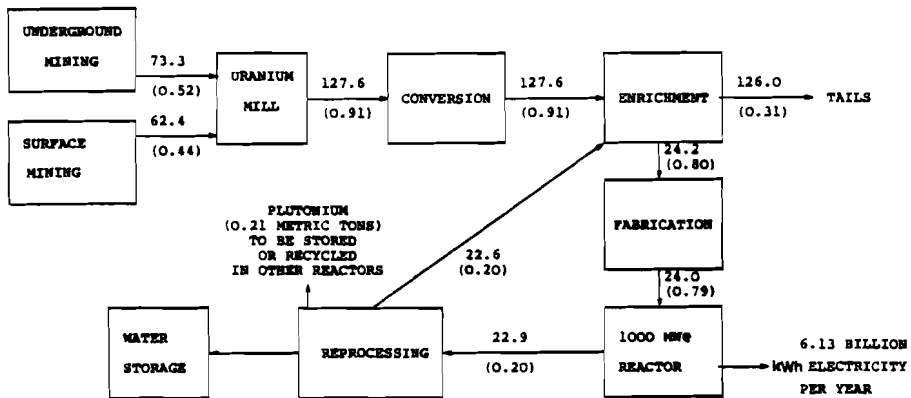 UNDERGROUND
MINING
73.3
(0.52)
SURFACE
MINING
62.4
(0.44)
URANIUM
MILL
127.6
(0.91)
CONVERSION
127.6
(0.91)
ENRICHMENT
126.0
(0.31)
TAILS
24.2
(0.80)
FABRICATION
24.0
(0.79)
1000 MWe
REACTOR
6.13 BILLION
kWh ELECTRICITY
PER YEAR
22.9
(0.20)
REPROCESSING
22.6
(0.20)
PLUTONIUM
(0.21 METRIC TONS)
TO BE STORED
OR RECYCLED
IN OTHER REACTORS
WATER
STORAGE